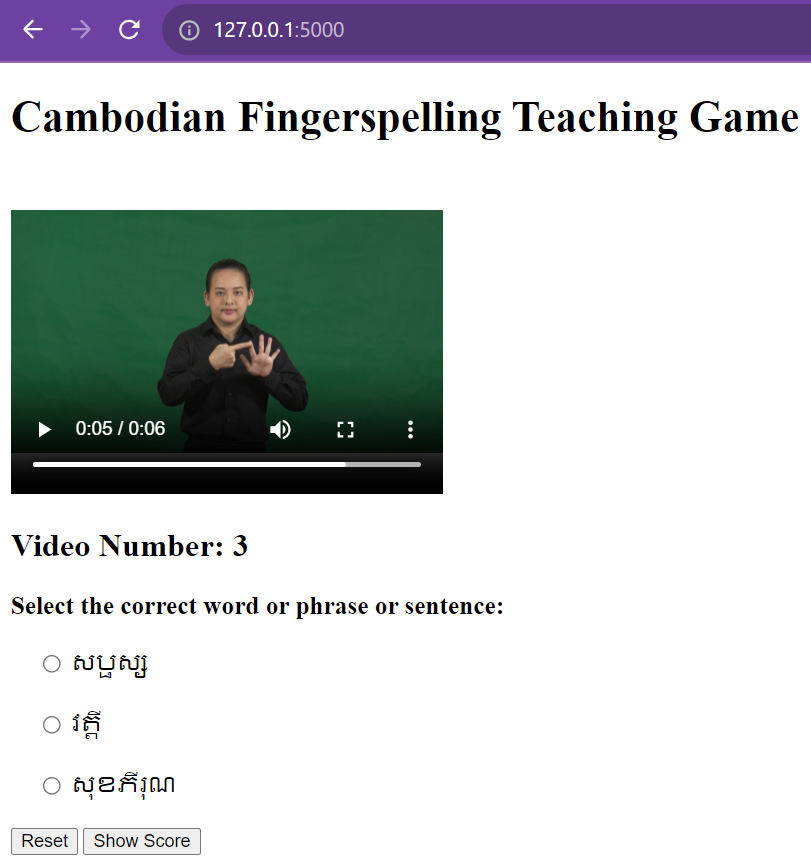 127.0.0.1:5000
Cambodian Fingerspelling Teaching Game
0:05 / 0:06
Video Number: 3
Select the correct word or phrase or sentence:
សប្បុស្ស
វត្តី
សុខភីរុណ
Reset Show Score